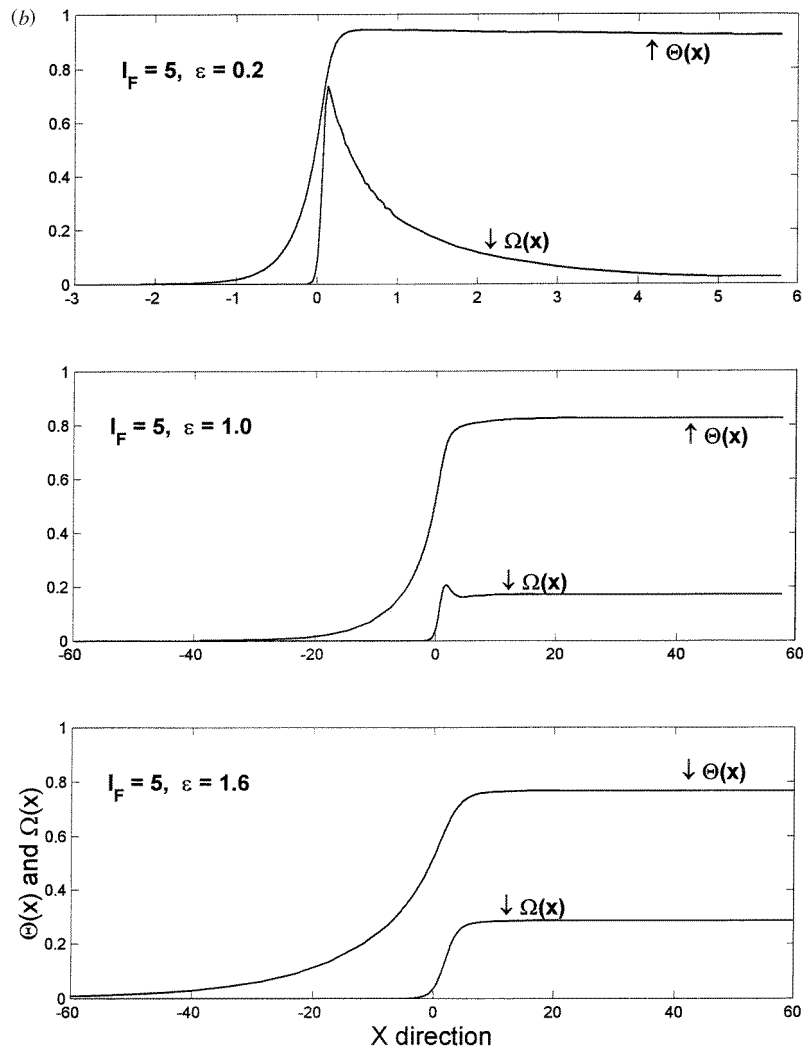 (b)
1
0.8
0.6
0.4
0.2
0
I_F = 5, ε = 0.2
↑ Θ(x)
↓ Ω(x)
-3 -2 -1 0 1 2 3 4 5 6
1
0.8
0.6
0.4
0.2
0
I_F = 5, ε = 1.0
↑ Θ(x)
↓ Ω(x)
-60 -40 -20 0 20 40 60
1
0.8
0.6
0.4
0.2
0
Θ(x) and Ω(x)
I_F = 5, ε = 1.6
↓ Θ(x)
↓ Ω(x)
-60 -40 -20 0 20 40 60
X direction